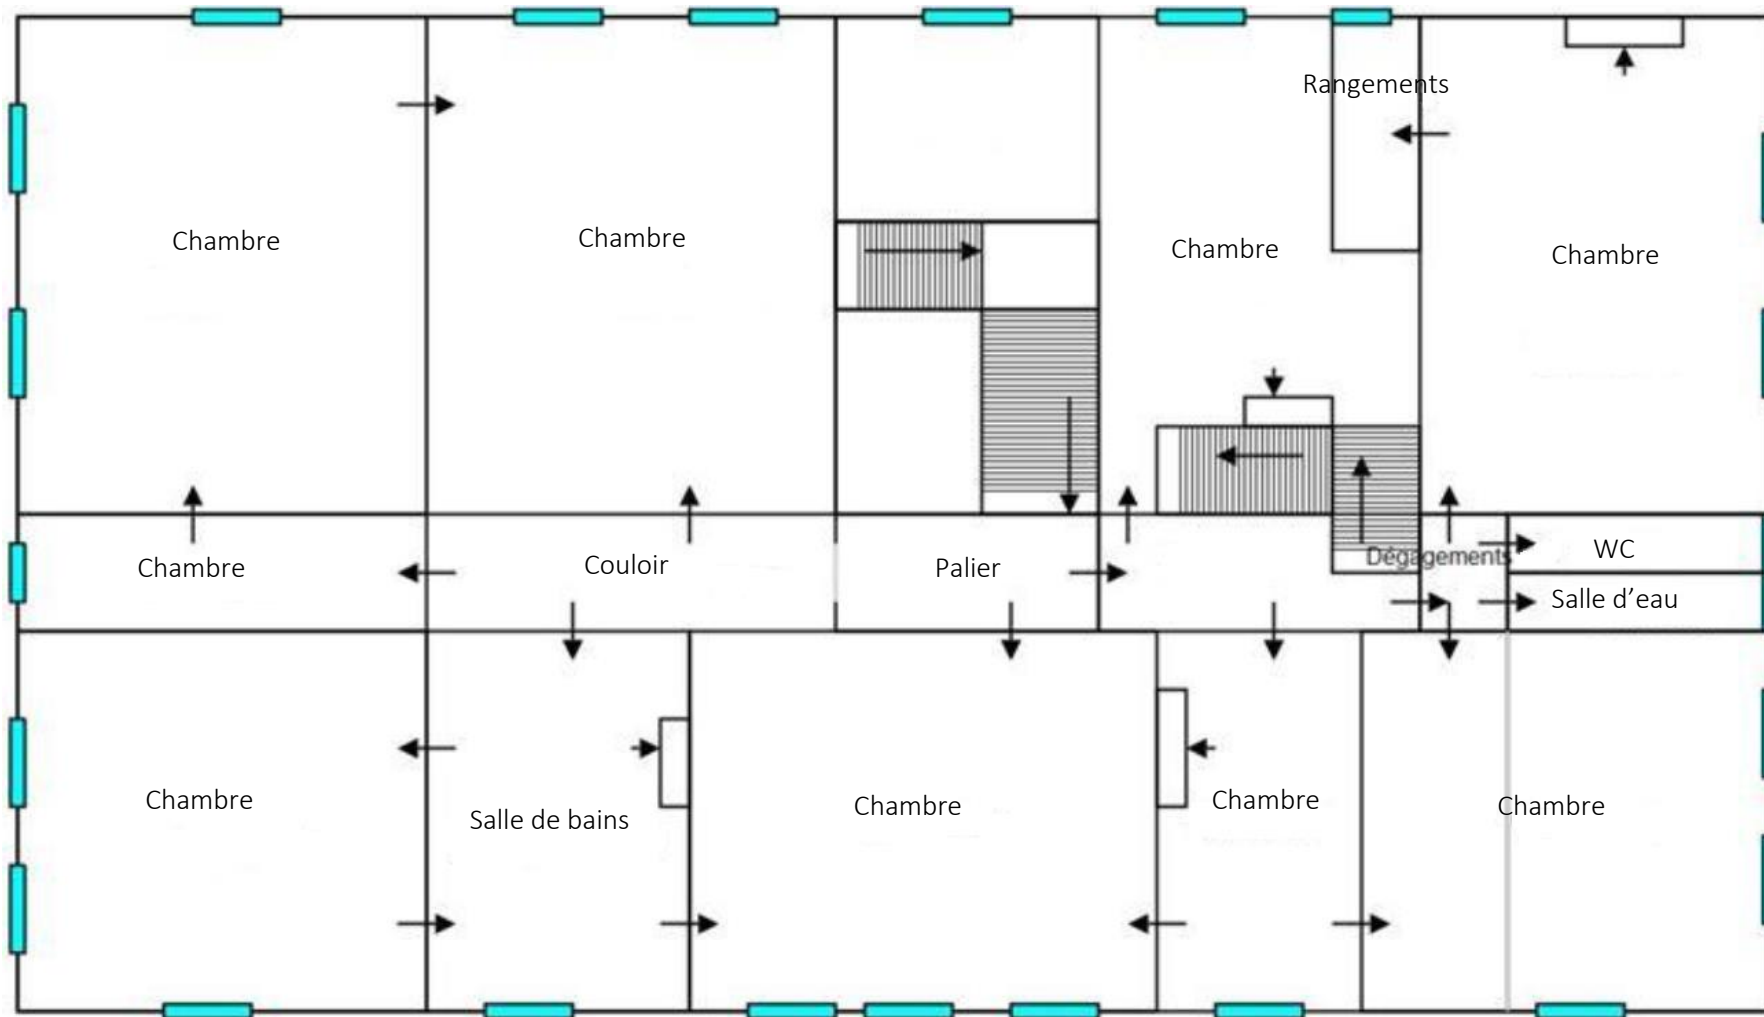 Rangements
Chambre
Chambre
Chambre
Chambre
Chambre
Couloir
Palier
Dégagements
WC
Salle d’eau
Chambre
Salle de bains
Chambre
Chambre
Chambre